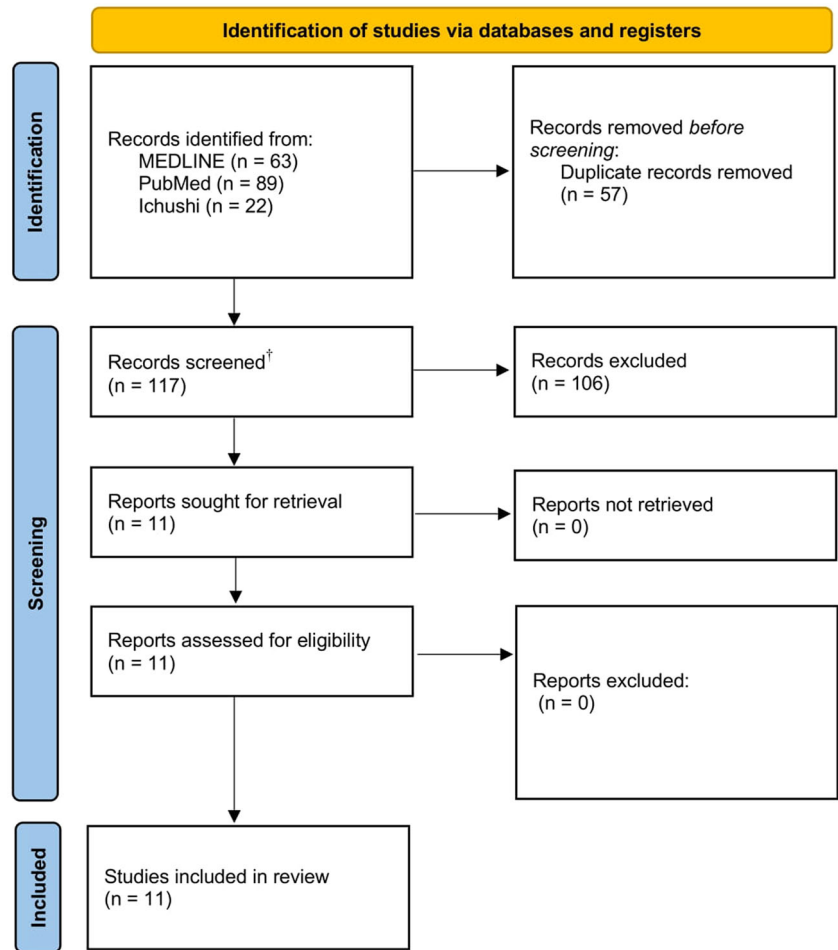 Identification of studies via databases and registers
Identification
Records identified from:
MEDLINE (n = 63)
PubMed (n = 89)
Ichushi (n = 22)
Records removed before
screening:
Duplicate records removed
(n = 57)
Screening
Records screened†
(n = 117)
Records excluded
(n = 106)
Reports sought for retrieval
(n = 11)
Reports not retrieved
(n = 0)
Reports assessed for eligibility
(n = 11)
Reports excluded:
(n = 0)
Included
Studies included in review
(n = 11)